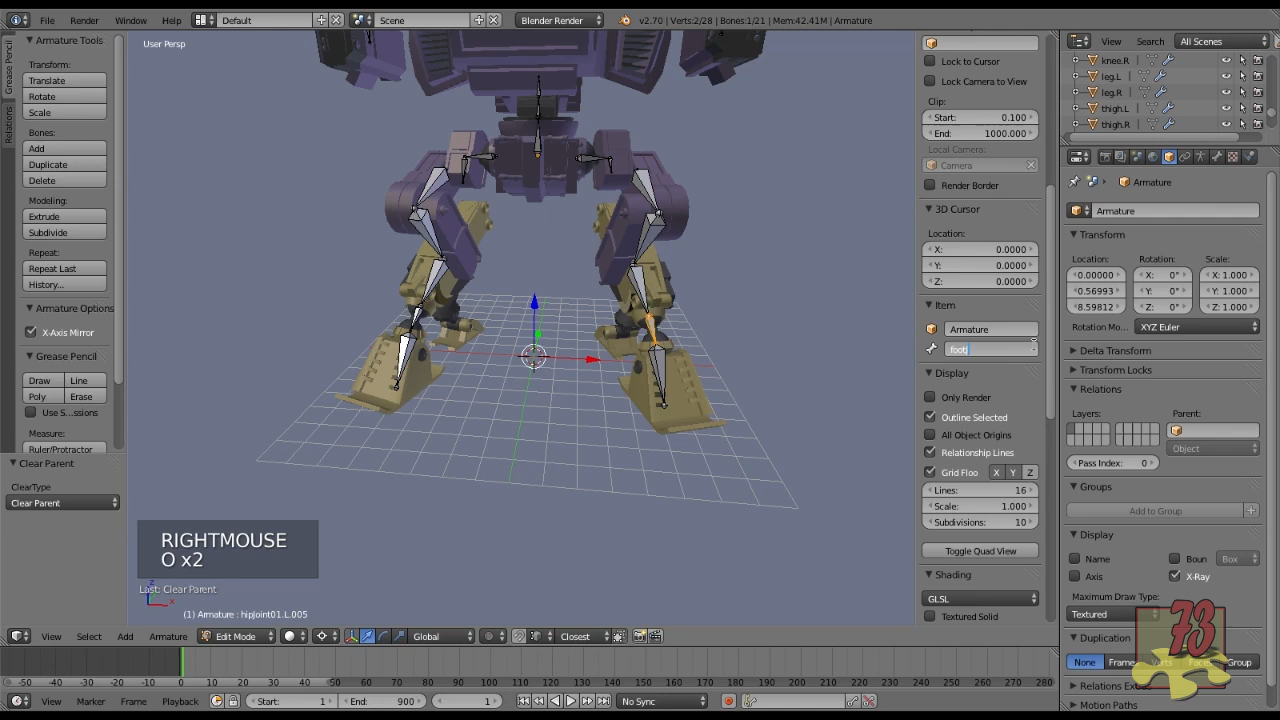 File
Render
Window
Help
Default
Scene
Blender Render
v2.70 | Verts:2/28 | Bones:1/21 | Mem:42.41M | Armature
Grease Pencil
Relations
Armature Tools
Transform:
Translate
Rotate
Scale
Bones:
Add
Duplicate
Delete
Modeling:
Extrude
Subdivide
Repeat:
Repeat Last
History...
Armature Options
X-Axis Mirror
Grease Pencil
Draw
Line
Poly
Erase
Use S...ssions
Measure:
Ruler/Protractor
Clear Parent
ClearType
Clear Parent
User Persp
RIGHTMOUSE
O x2
Last: Clear Parent
(1) Armature : hipJoint01.L.005
Lock to Cursor
Lock Camera to View
Clip:
Start: 0.100
End: 1000.000
Local Camera:
Camera
Render Border
3D Cursor
Location:
X: 0.0000
Y: 0.0000
Z: 0.0000
Item
Armature
foot
Display
Only Render
Outline Selected
All Object Origins
Relationship Lines
Grid Floo
X
Y
Z
Lines: 16
Scale: 1.000
Subdivisions: 10
Toggle Quad View
Shading
GLSL
Textured Solid
View
Search
All Scenes
knee.R
leg.L
leg.R
thigh.L
thigh.R
Armature
Armature
Transform
Location:
Rotation:
Scale:
0.00000
X: 0°
X: 1.000
0.56993
Y: 0°
Y: 1.000
8.59812
Z: 0°
Z: 1.000
Rotation Mo...
XYZ Euler
Delta Transform
Transform Locks
Relations
Layers:
Parent:
Object
Pass Index: 0
Groups
Add to Group
Display
Name
Boun
Box
Axis
X-Ray
Maximum Draw Type:
Textured
Duplication
None
Frame
Verts
Faces
Group
Relations Extras
Motion Paths
73
View
Select
Add
Armature
Edit Mode
Global
Closest
-50
-40
-30
-20
-10
0
10
20
30
40
50
60
70
80
90
100
110
120
130
140
150
160
170
180
190
200
210
220
230
240
250
260
270
280
View
Marker
Frame
Playback
Start: 1
End: 900
1
No Sync